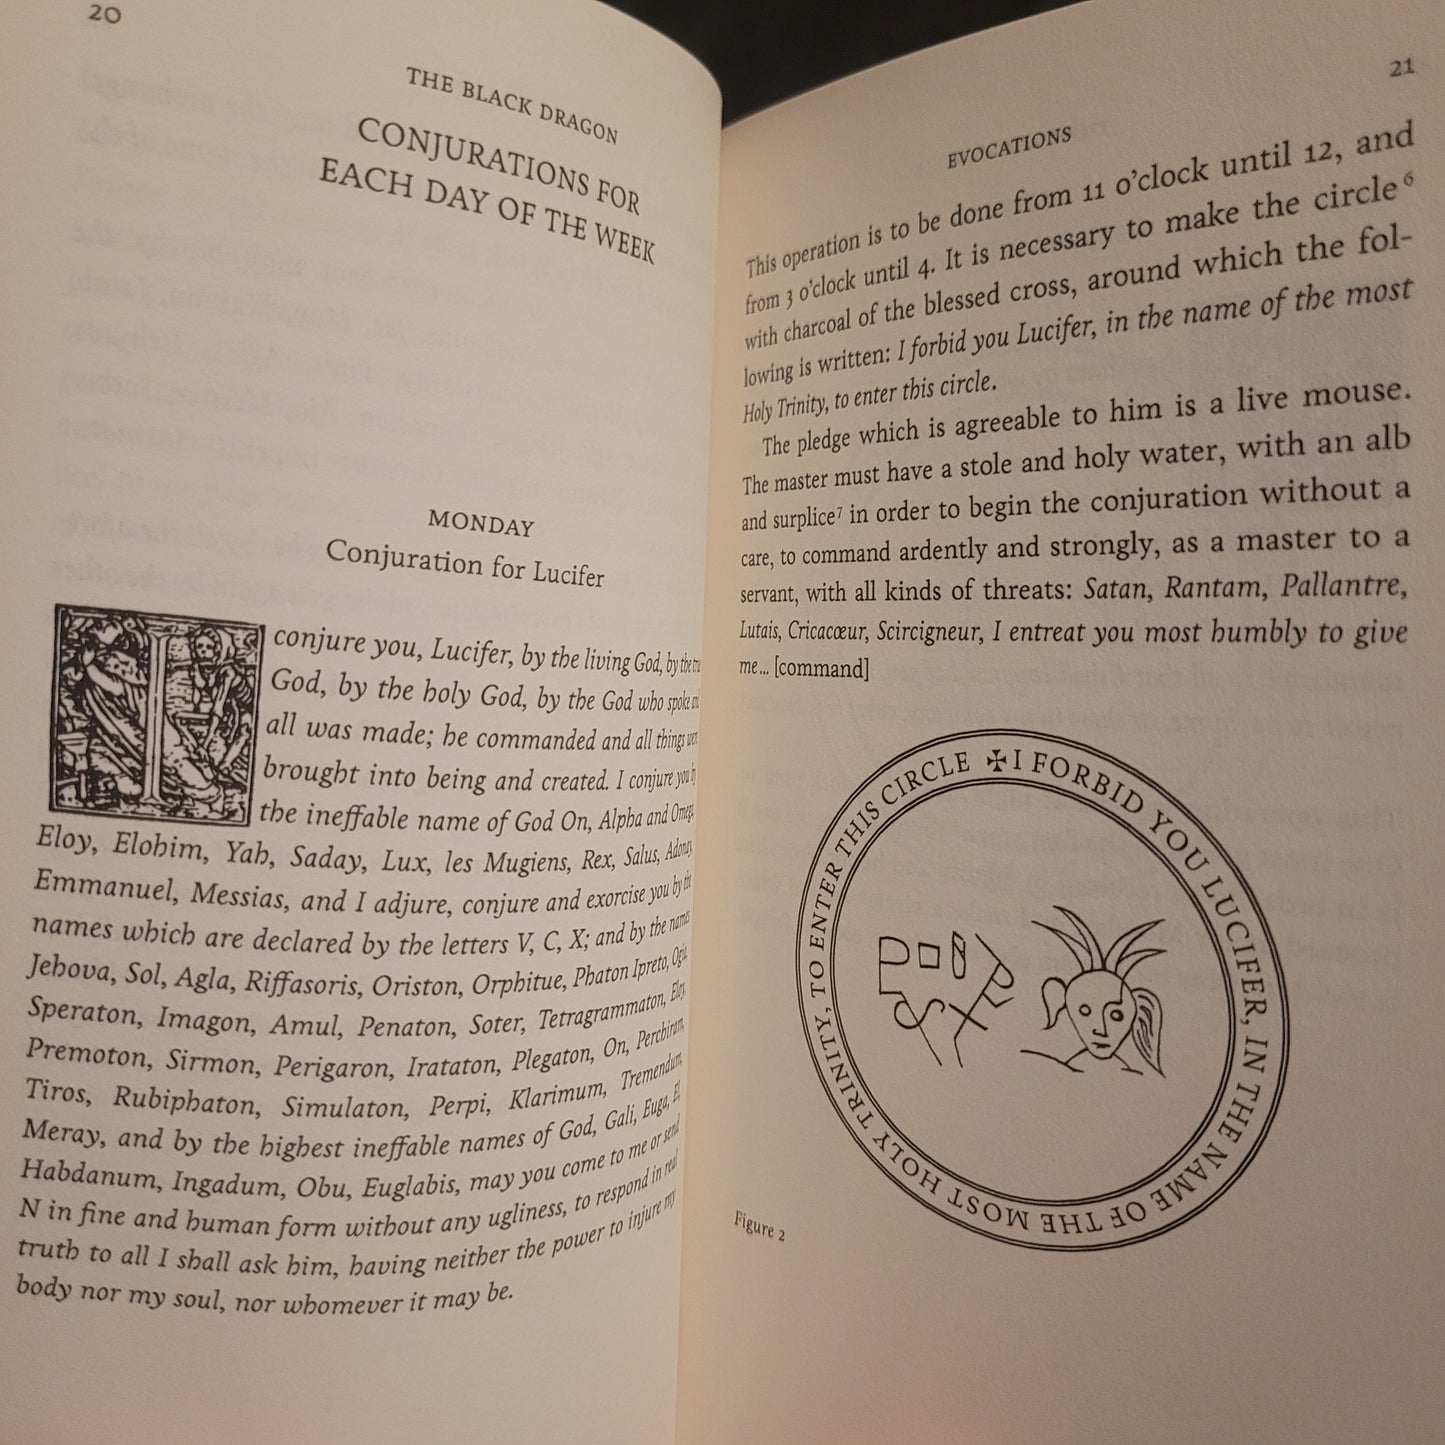 20
THE BLACK DRAGON
CONJURATIONS FOR
EACH DAY OF THE WEEK
MONDAY
Conjuration for Lucifer
I conjure you, Lucifer, by the living God, by the true
God, by the holy God, by the God who spoke and
all was made; he commanded and all things were
brought into being and created. I conjure you by
the ineffable name of God On, Alpha and Omega,
Eloy, Elohim, Yah, Saday, Lux, les Mugiens, Rex, Salus, Adonay,
Emmanuel, Messias, and I adjure, conjure and exorcise you by the
names which are declared by the letters V, C, X; and by the names
Jehova, Sol, Agla, Riffasoris, Oriston, Orphitue, Phaton Ipreto, Ogia,
Speraton, Imagon, Amul, Penaton, Soter, Tetragrammaton, Eloy,
Premoton, Sirmon, Perigaron, Irataton, Plegaton, On, Perchiram,
Tiros, Rubiphaton, Simulaton, Perpi, Klarimum, Tremendum,
Meray, and by the highest ineffable names of God, Gali, Euga, El,
Habdanum, Ingadum, Obu, Euglabis, may you come to me or send
N in fine and human form without any ugliness, to respond in real
truth to all I shall ask him, having neither the power to injure my
body nor my soul, nor whomever it may be.
21
EVOCATIONS
This operation is to be done from 11 o'clock until 12, and
from 3 o'clock until 4. It is necessary to make the circle⁶
with charcoal of the blessed cross, around which the fol-
lowing is written: I forbid you Lucifer, in the name of the most
Holy Trinity, to enter this circle.
The pledge which is agreeable to him is a live mouse.
The master must have a stole and holy water, with an alb
and surplice⁷ in order to begin the conjuration without a
care, to command ardently and strongly, as a master to a
servant, with all kinds of threats: Satan, Rantam, Pallantre,
Lutais, Cricacœur, Scircigneur, I entreat you most humbly to give
me... [command]
✠ I FORBID YOU LUCIFER, IN THE NAME OF THE MOST HOLY TRINITY, TO ENTER THIS CIRCLE
Figure 2